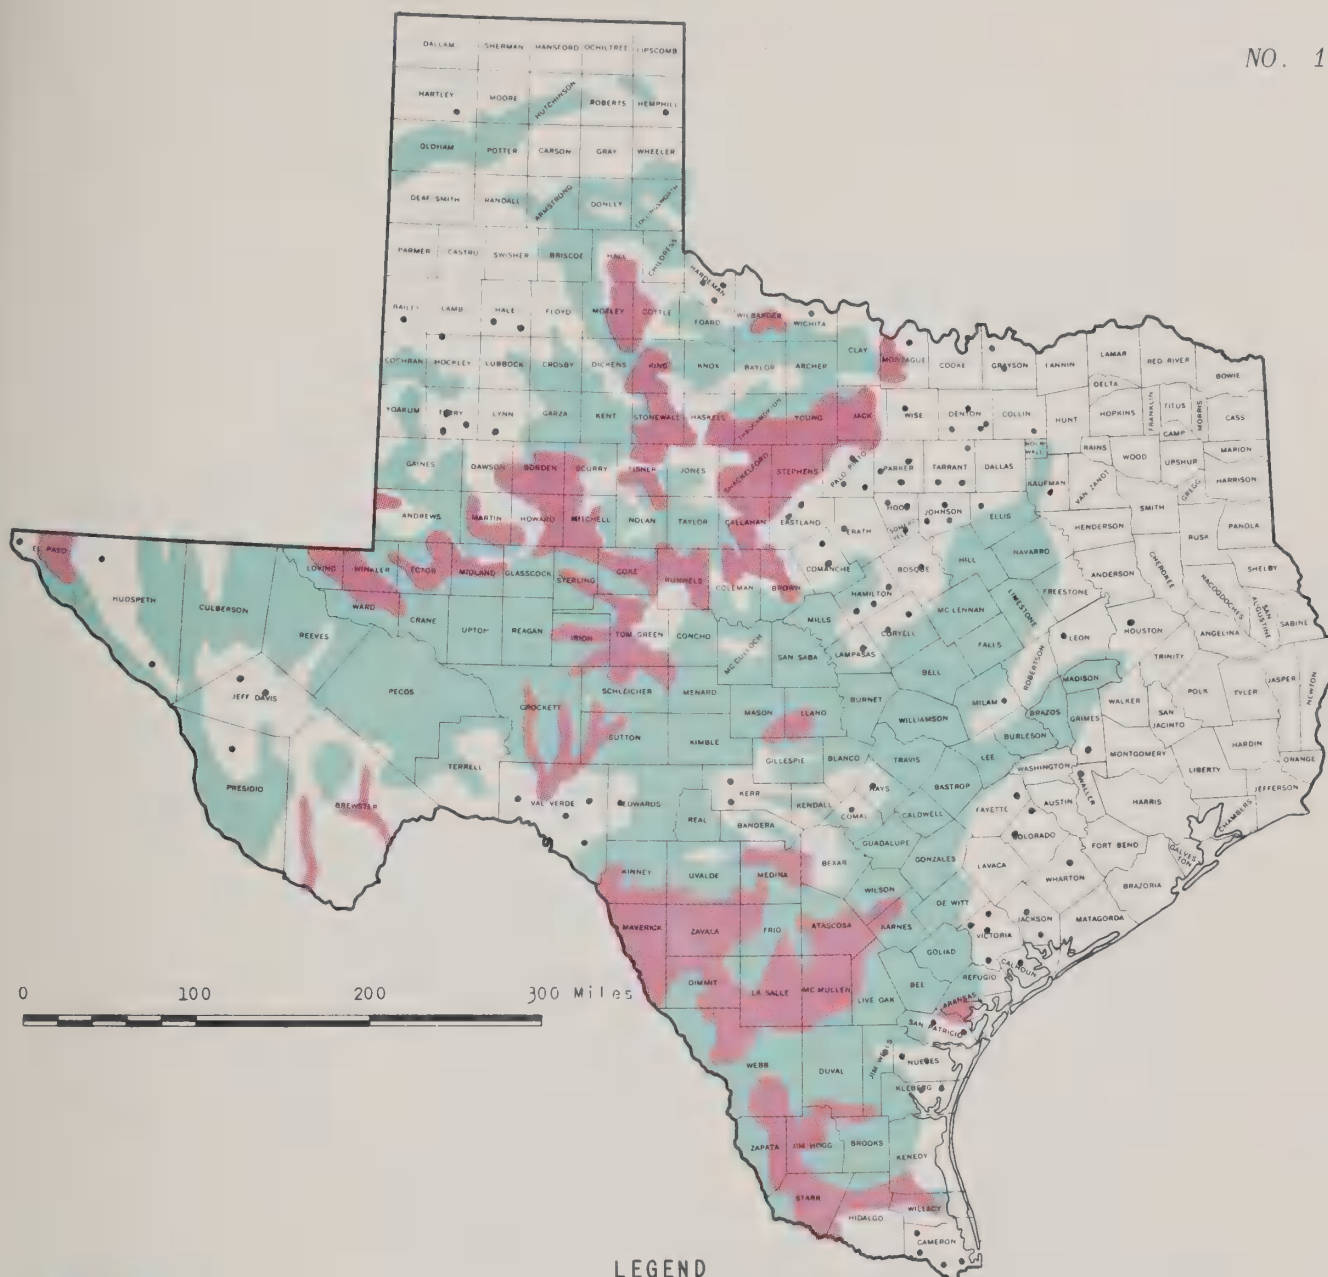 NO. 1
DALLAM SHERMAN HANSFORD OCHILTREE LIPSCOMB
HARTLEY MOORE HUTCHINSON ROBERTS HEMPHILL
OLDHAM POTTER CARSON GRAY WHEELER
DEAF SMITH RANDALL ARMSTRONG DONLEY COLLINGSWORTH
PARMER CASTRO SWISHER BRISCOE HALL CHILDRESS
HARDEMAN
BAILEY LAMB HALE FLOYD MOTLEY COTTLE FOARD WILBARGER WICHITA
CLAY MONTAGUE COOKE GRAYSON FANNIN LAMAR RED RIVER BOWIE
DELTA
COCHRAN HOCKLEY LUBBOCK CROSBY DICKENS KING KNOX BAYLOR ARCHER
YOAKUM TERRY LYNN GARZA KENT STONEWALL HASKELL THROCKMORTON YOUNG JACK WISE DENTON COLLIN HUNT HOPKINS FRANKLIN TITUS MORRIS CASS
CAMP
GAINES DAWSON BORDEN SCURRY FISHER JONES SHACKELFORD STEPHENS PALO PINTO PARKER TARRANT DALLAS ROCKWALL RAINS WOOD UPSHUR MARION
KAUFMAN VAN ZANDT GREGG HARRISON
ANDREWS MARTIN HOWARD MITCHELL NOLAN TAYLOR CALLAHAN EASTLAND ERATH HOOD SOMERVELL JOHNSON ELLIS HENDERSON SMITH PANOLA
RUSK
EL PASO HUDSPETH CULBERSON REEVES LOVING WINKLER ECTOR MIDLAND GLASSCOCK STERLING COKE RUNNELS COLEMAN BROWN COMANCHE BOSQUE HILL NAVARRO ANDERSON CHEROKEE SHELBY
HAMILTON FREESTONE NACOGDOCHES SAN AUGUSTINE SABINE
WARD CRANE UPTON REAGAN IRION TOM GREEN CONCHO MC CULLOCH MILLS CORYELL MC LENNAN LIMESTONE LEON HOUSTON ANGELINA
SAN SABA LAMPASAS FALLS ROBERTSON TRINITY
JEFF DAVIS PECOS CROCKETT SCHLEICHER MENARD MASON LLANO BURNET BELL MILAM MADISON WALKER POLK TYLER JASPER NEWTON
WILLIAMSON BRAZOS GRIMES SAN JACINTO
PRESIDIO BREWSTER TERRELL SUTTON KIMBLE GILLESPIE BLANCO TRAVIS LEE BURLESON WASHINGTON MONTGOMERY LIBERTY HARDIN ORANGE
VAL VERDE EDWARDS KERR KENDALL HAYS BASTROP FAYETTE AUSTIN WALLER HARRIS CHAMBERS JEFFERSON
REAL BANDERA COMAL CALDWELL COLORADO FORT BEND GALVESTON
KINNEY UVALDE MEDINA BEXAR GUADALUPE GONZALES LAVACA WHARTON BRAZORIA
WILSON DE WITT JACKSON MATAGORDA
MAVERICK ZAVALA FRIO ATASCOSA KARNES GOLIAD VICTORIA CALHOUN
DIMMIT LA SALLE MC MULLEN LIVE OAK BEE REFUGIO ARANSAS
SAN PATRICIO
WEBB DUVAL JIM WELLS NUECES
KLEBERG
ZAPATA JIM HOGG BROOKS KENEDY
STARR HIDALGO WILLACY
CAMERON
0 100 200 300 Miles
LEGEND